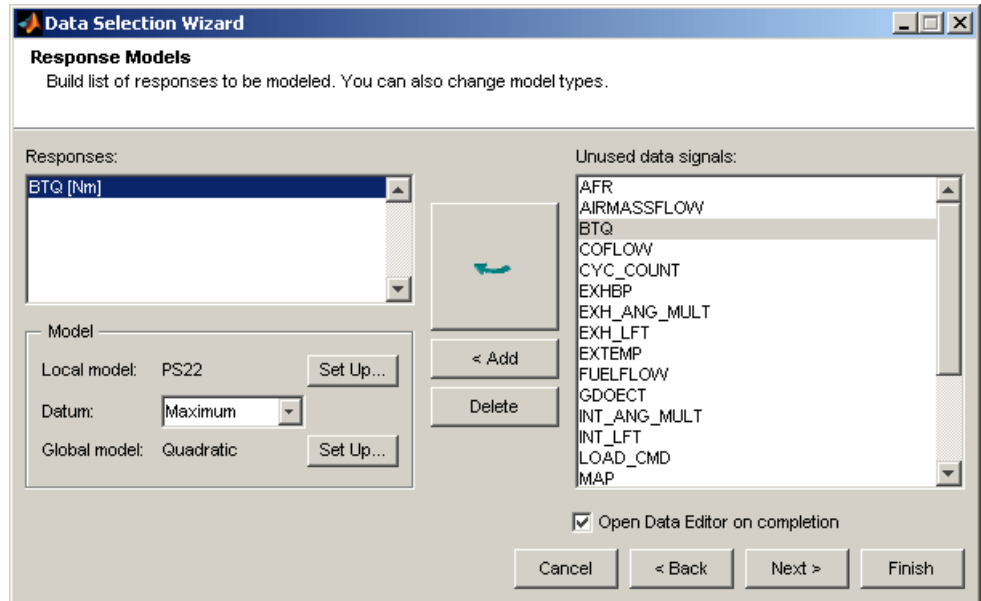 Data Selection Wizard
Response Models
Build list of responses to be modeled. You can also change model types.
Responses:
BTQ [Nm]
Model
Local model: PS22 Set Up...
Datum: Maximum
Global model: Quadratic Set Up...
< Add
Delete
Unused data signals:
AFR
AIRMASSFLOW
BTQ
COFLOW
CYC_COUNT
EXHBP
EXH_ANG_MULT
EXH_LFT
EXTEMP
FUELFLOW
GDOECT
INT_ANG_MULT
INT_LFT
LOAD_CMD
MAP
Open Data Editor on completion
Cancel < Back Next > Finish